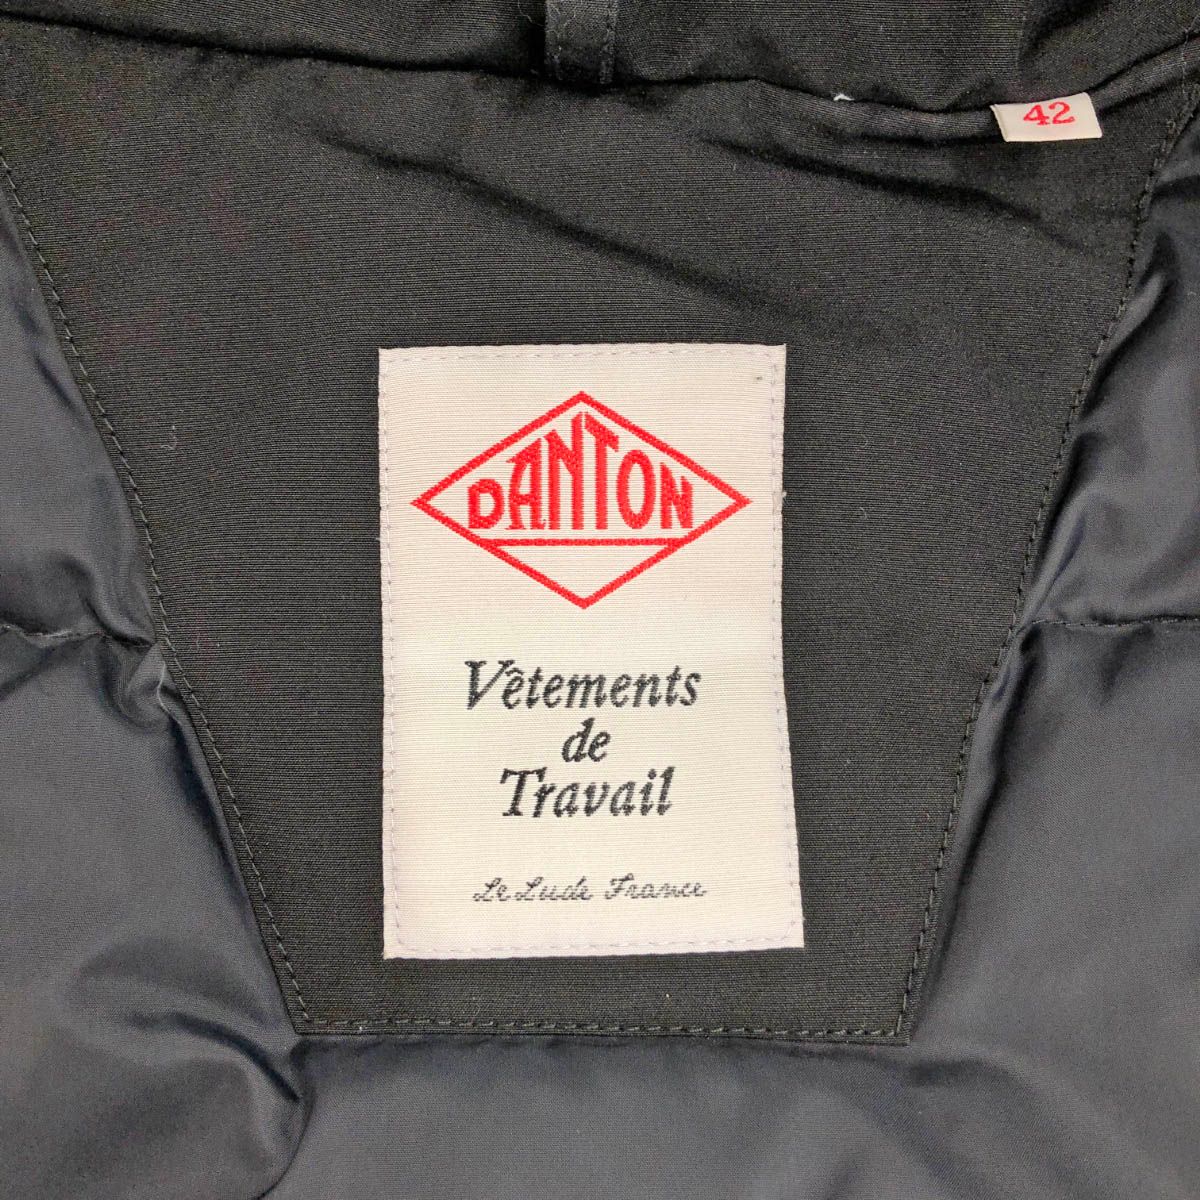 42
DANTON
Vêtements
de
Travail
Le Lude France